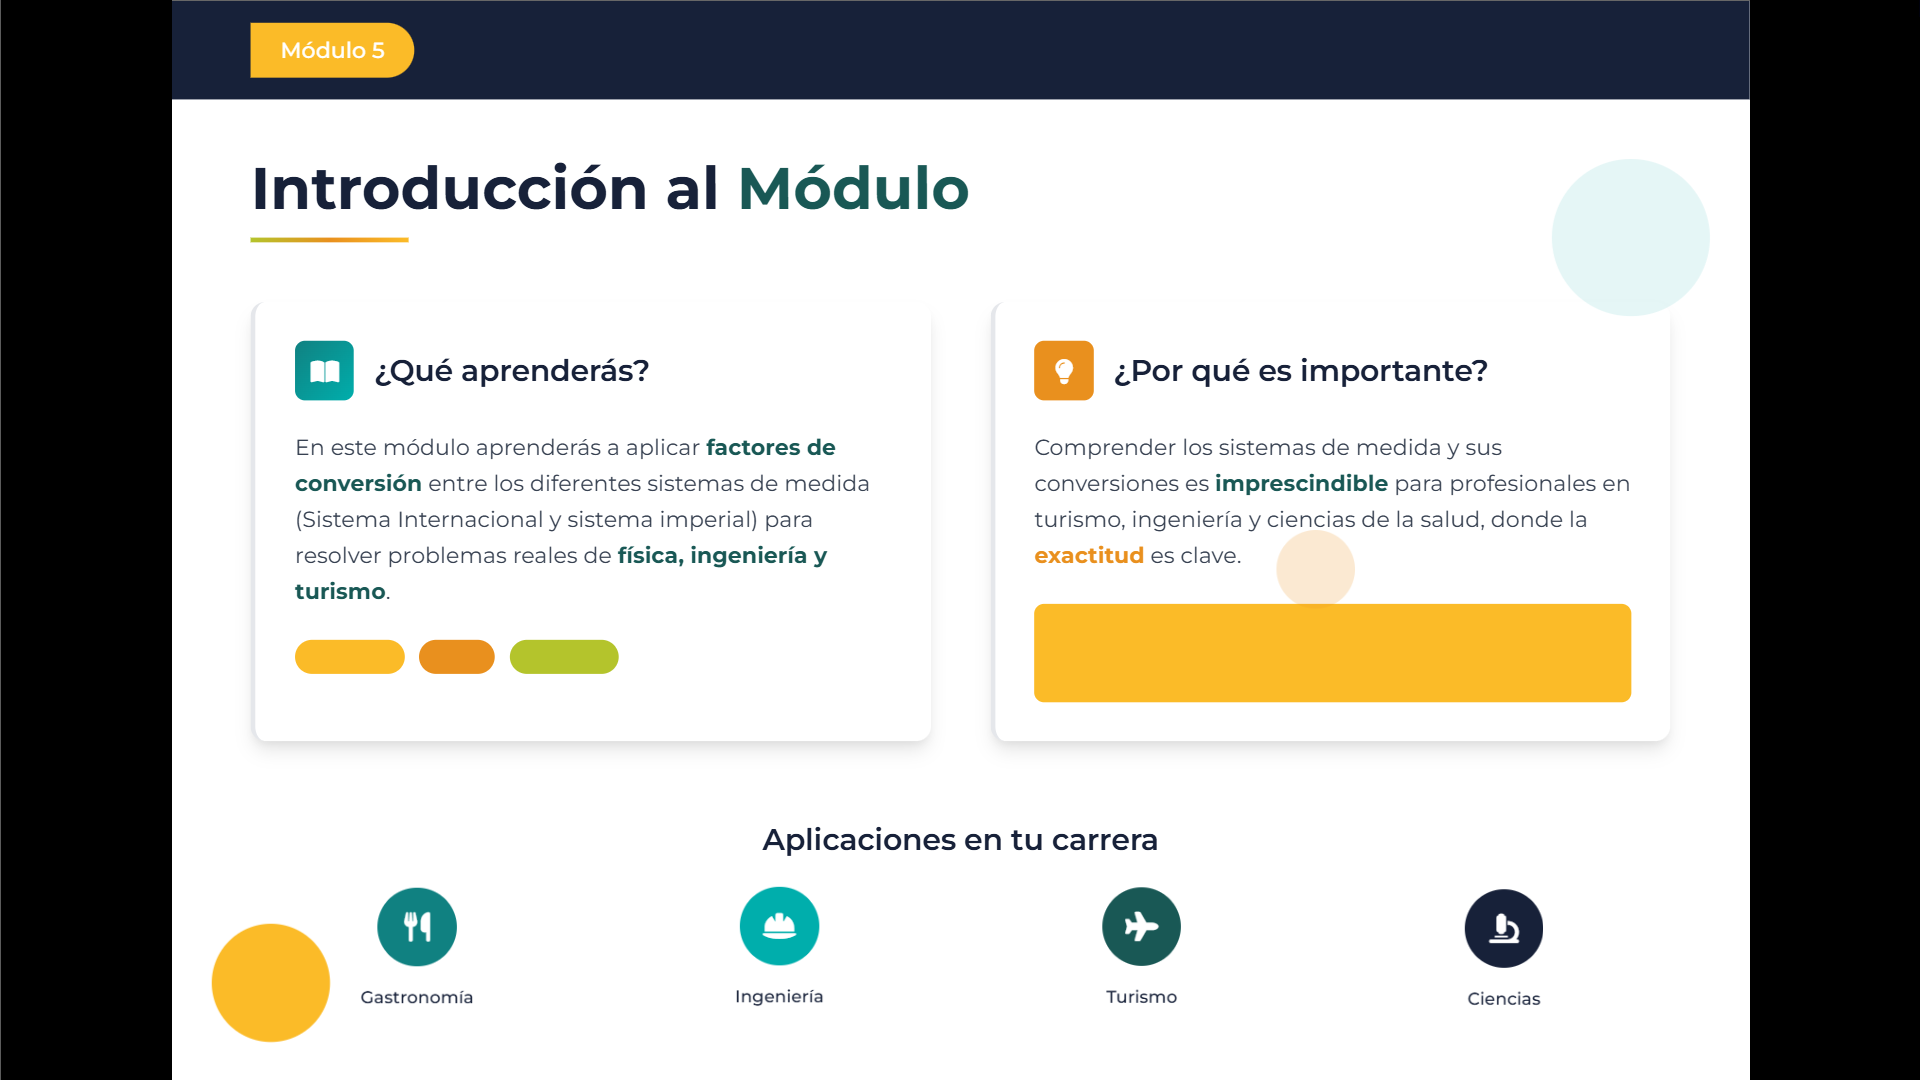 Módulo 5
Introducción al Módulo
¿Qué aprenderás?
En este módulo aprenderás a aplicar factores de
conversión entre los diferentes sistemas de medida
(Sistema Internacional y sistema imperial) para
resolver problemas reales de física, ingeniería y
turismo.
¿Por qué es importante?
Comprender los sistemas de medida y sus
conversiones es imprescindible para profesionales en
turismo, ingeniería y ciencias de la salud, donde la
exactitud es clave.
Aplicaciones en tu carrera
Gastronomía
Ingeniería
Turismo
Ciencias